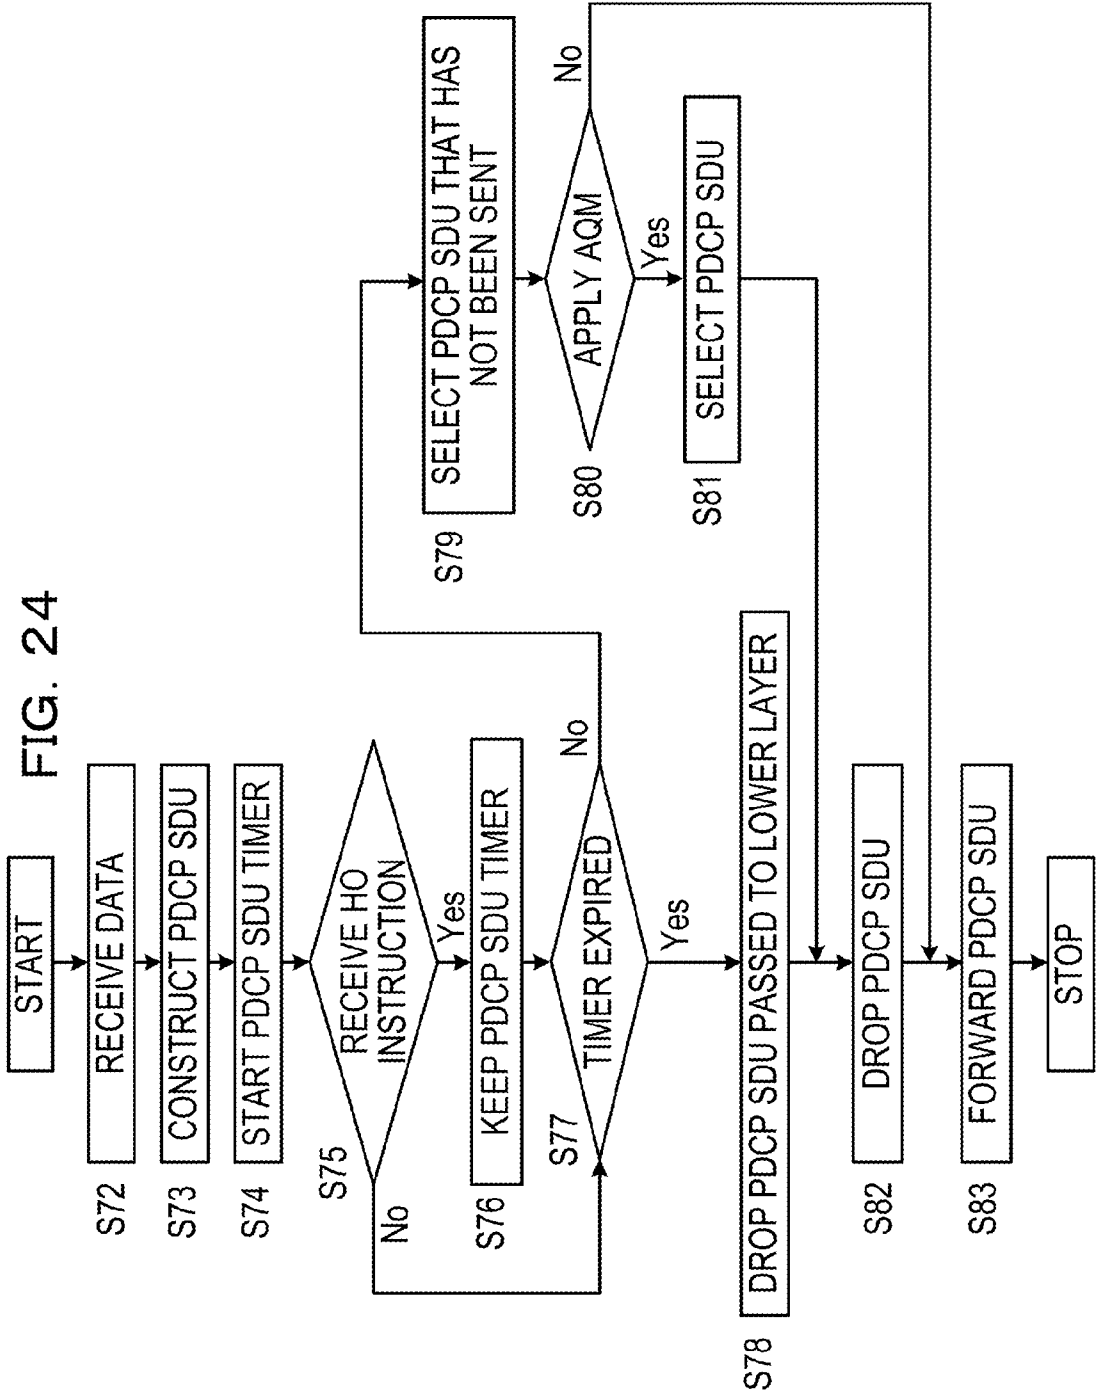 FIG. 24
START
S72
RECEIVE DATA
S73
CONSTRUCT PDCP SDU
S74
START PDCP SDU TIMER
S75
RECEIVE HO
INSTRUCTION
No
Yes
S76
KEEP PDCP SDU TIMER
S77
TIMER EXPIRED
No
Yes
S78
DROP PDCP SDU PASSED TO LOWER LAYER
S79
SELECT PDCP SDU THAT HAS
NOT BEEN SENT
S80
APPLY AQM
No
Yes
S81
SELECT PDCP SDU
S82
DROP PDCP SDU
S83
FORWARD PDCP SDU
STOP